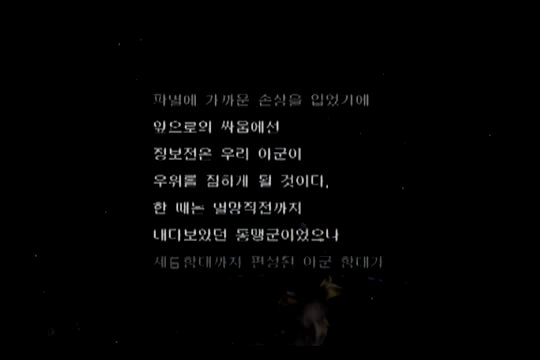 파멸에 가까운 손상을 입었기에
앞으로의 싸움에선
정보전은 우리 아군이
우위를 점하게 될 것이다.
한 때는 멸망직전까지
내다보았던 동맹군이었으나
제6함대까지 편성된 아군 함대가